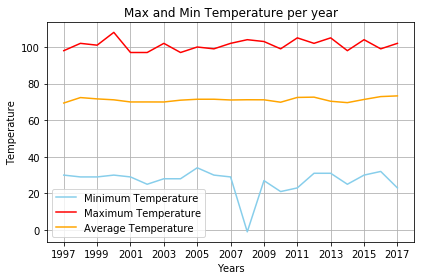 Max and Min Temperature per year
Temperature
100
80
60
40
20
0
Minimum Temperature
Maximum Temperature
Average Temperature
1997 1999 2001 2003 2005 2007 2009 2011 2013 2015 2017
Years